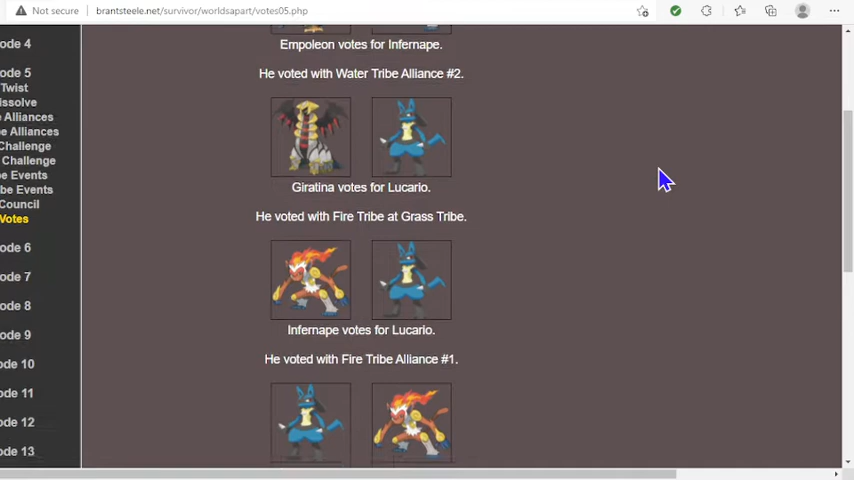 Not secure brantsteele.net/survivor/worldsapart/votes05.php
ode 4
ode 5
Twist
issolve
e Alliances
be Alliances
Challenge
Challenge
be Events
be Events
Council
Votes
ode 6
ode 7
ode 8
ode 9
ode 10
ode 11
ode 12
ode 13
Empoleon votes for Infernape.
He voted with Water Tribe Alliance #2.
Giratina votes for Lucario.
He voted with Fire Tribe at Grass Tribe.
Infernape votes for Lucario.
He voted with Fire Tribe Alliance #1.